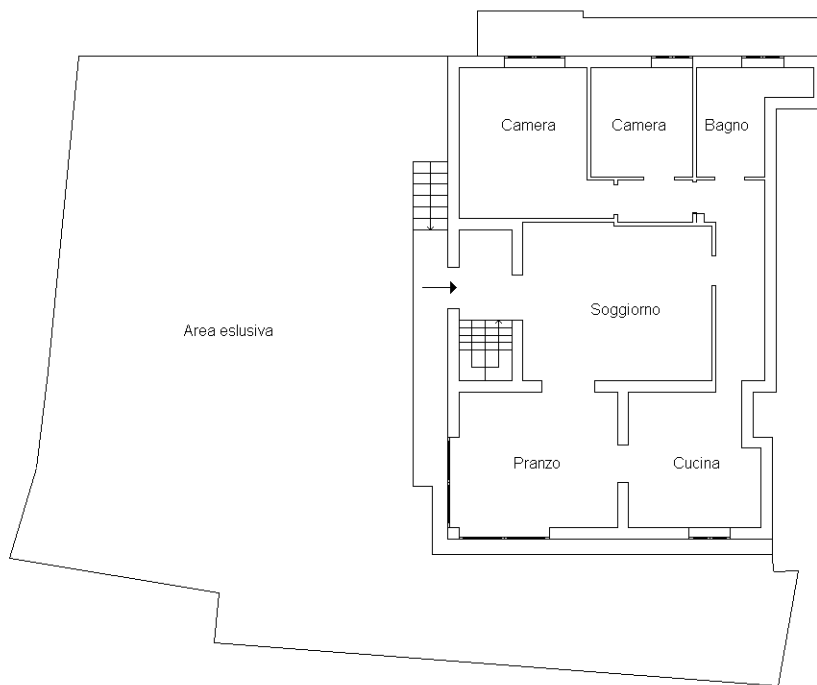 Camera
Camera
Bagno
Soggiorno
Area eslusiva
Pranzo
Cucina